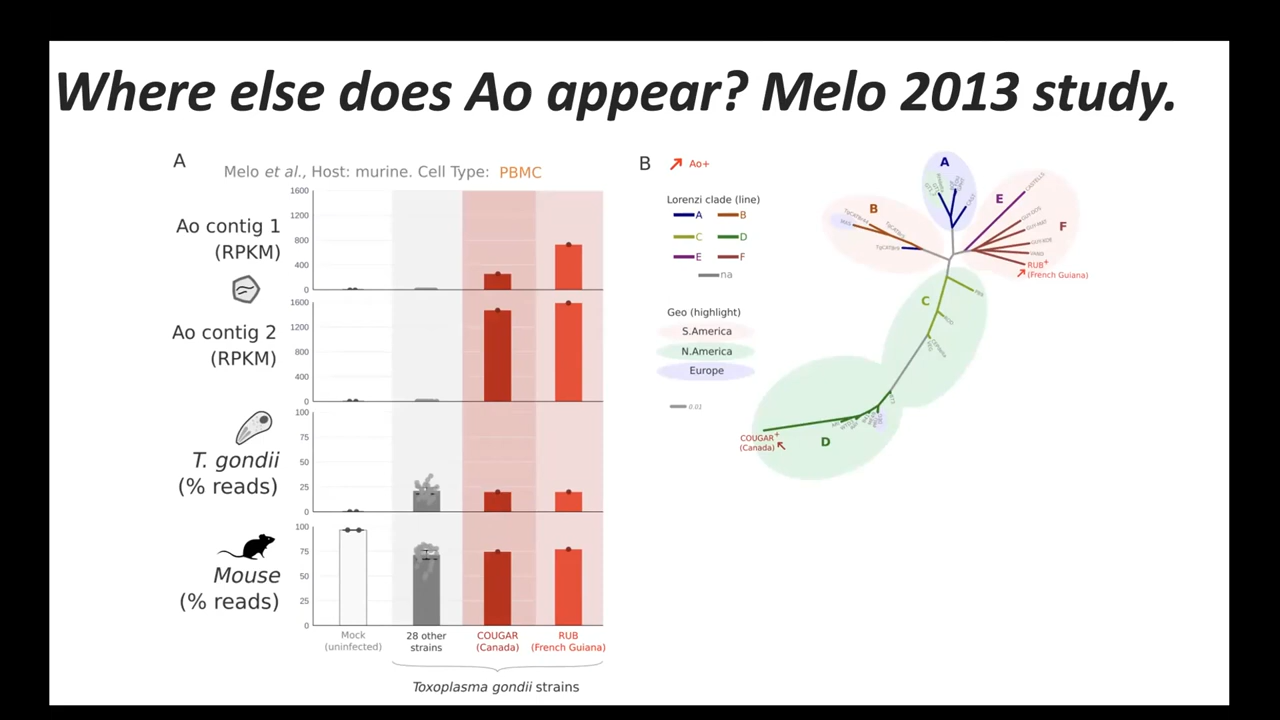 Where else does Ao appear? Melo 2013 study.
A
Melo et al., Host: murine. Cell Type: PBMC
Ao contig 1
(RPKM)
1600
1200
800
400
0
Ao contig 2
(RPKM)
1600
1200
800
400
0
T. gondii
(% reads)
100
75
50
25
0
Mouse
(% reads)
100
75
50
25
0
Mock
(uninfected)
28 other
strains
COUGAR
(Canada)
RUB
(French Guiana)
Toxoplasma gondii strains
B
Ao+
Lorenzi clade (line)
A
B
C
D
E
F
na
Geo (highlight)
S.America
N.America
Europe
0.01
A
B
E
F
CASTELLS
RUB+
(French Guiana)
C
D
COUGAR+
(Canada)